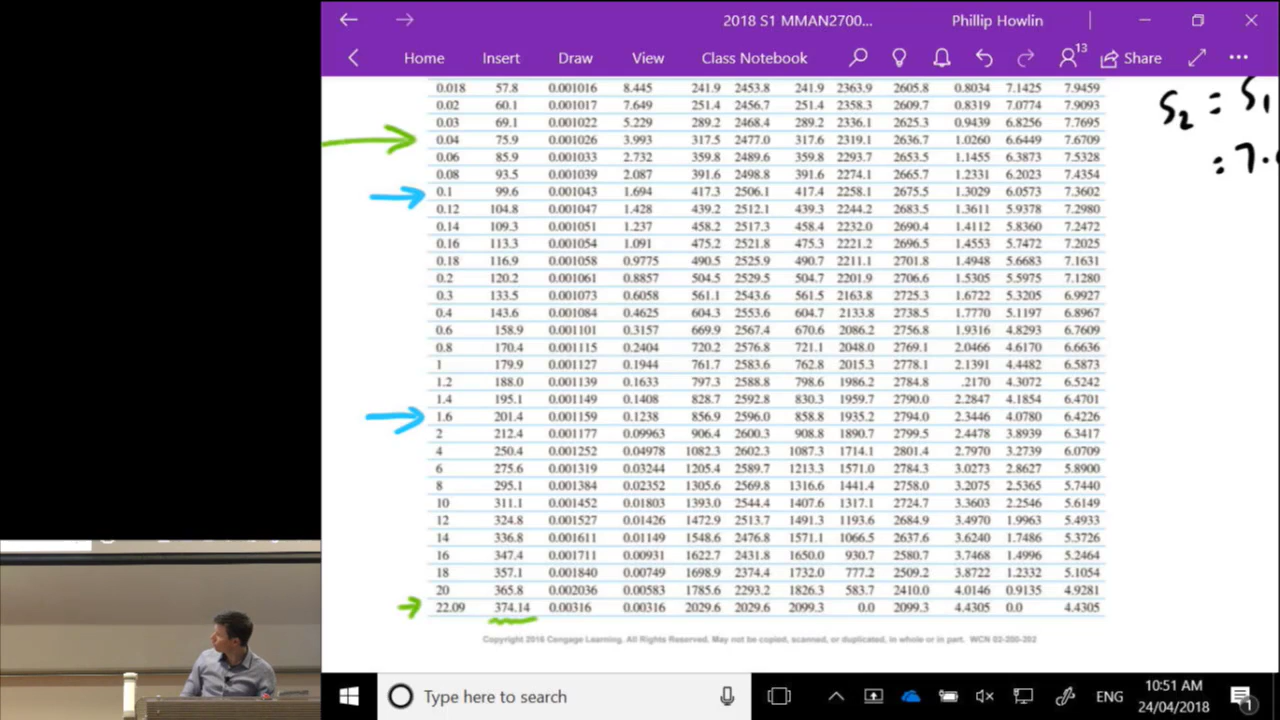 2018 S1 MMAN2700... Phillip Howlin
Home Insert Draw View Class Notebook 13 Share
0.018 57.8 0.001016 8.445 241.9 2453.8 241.9 2363.9 2605.8 0.8034 7.1425 7.9459
0.02 60.1 0.001017 7.649 251.4 2456.7 251.4 2358.3 2609.7 0.8319 7.0774 7.9093
0.03 69.1 0.001022 5.229 289.2 2468.4 289.2 2336.1 2625.3 0.9439 6.8256 7.7695
0.04 75.9 0.001026 3.993 317.5 2477.0 317.6 2319.1 2636.7 1.0260 6.6449 7.6709
0.06 85.9 0.001033 2.732 359.8 2489.6 359.8 2293.7 2653.5 1.1455 6.3873 7.5328
0.08 93.5 0.001039 2.087 391.6 2498.8 391.6 2274.1 2665.7 1.2331 6.2023 7.4354
0.1 99.6 0.001043 1.694 417.3 2506.1 417.4 2258.1 2675.5 1.3029 6.0573 7.3602
0.12 104.8 0.001047 1.428 439.2 2512.1 439.3 2244.2 2683.5 1.3611 5.9378 7.2980
0.14 109.3 0.001051 1.237 458.2 2517.3 458.4 2232.0 2690.4 1.4112 5.8360 7.2472
0.16 113.3 0.001054 1.091 475.2 2521.8 475.3 2221.2 2696.5 1.4553 5.7472 7.2025
0.18 116.9 0.001058 0.9775 490.5 2525.9 490.7 2211.1 2701.8 1.4948 5.6683 7.1631
0.2 120.2 0.001061 0.8857 504.5 2529.5 504.7 2201.9 2706.6 1.5305 5.5975 7.1280
0.3 133.5 0.001073 0.6058 561.1 2543.6 561.5 2163.8 2725.3 1.6722 5.3205 6.9927
0.4 143.6 0.001084 0.4625 604.3 2553.6 604.7 2133.8 2738.5 1.7770 5.1197 6.8967
0.6 158.9 0.001101 0.3157 669.9 2567.4 670.6 2086.2 2756.8 1.9316 4.8293 6.7609
0.8 170.4 0.001115 0.2404 720.2 2576.8 721.1 2048.0 2769.1 2.0466 4.6170 6.6636
1 179.9 0.001127 0.1944 761.7 2583.6 762.8 2015.3 2778.1 2.1391 4.4482 6.5873
1.2 188.0 0.001139 0.1633 797.3 2588.8 798.6 1986.2 2784.8 .2170 4.3072 6.5242
1.4 195.1 0.001149 0.1408 828.7 2592.8 830.3 1959.7 2790.0 2.2847 4.1854 6.4701
1.6 201.4 0.001159 0.1238 856.9 2596.0 858.8 1935.2 2794.0 2.3446 4.0780 6.4226
2 212.4 0.001177 0.09963 906.4 2600.3 908.8 1890.7 2799.5 2.4478 3.8939 6.3417
4 250.4 0.001252 0.04978 1082.3 2602.3 1087.3 1714.1 2801.4 2.7970 3.2739 6.0709
6 275.6 0.001319 0.03244 1205.4 2589.7 1213.3 1571.0 2784.3 3.0273 2.8627 5.8900
8 295.1 0.001384 0.02352 1305.6 2569.8 1316.6 1441.4 2758.0 3.2075 2.5365 5.7440
10 311.1 0.001452 0.01803 1393.0 2544.4 1407.6 1317.1 2724.7 3.3603 2.2546 5.6149
12 324.8 0.001527 0.01426 1472.9 2513.7 1491.3 1193.6 2684.9 3.4970 1.9963 5.4933
14 336.8 0.001611 0.01149 1548.6 2476.8 1571.1 1066.5 2637.6 3.6240 1.7486 5.3726
16 347.4 0.001711 0.00931 1622.7 2431.8 1650.0 930.7 2580.7 3.7468 1.4996 5.2464
18 357.1 0.001840 0.00749 1698.9 2374.4 1732.0 777.2 2509.2 3.8722 1.2332 5.1054
20 365.8 0.002036 0.00583 1785.6 2293.2 1826.3 583.7 2410.0 4.0146 0.9135 4.9281
22.09 374.14 0.00316 0.00316 2029.6 2029.6 2099.3 0.0 2099.3 4.4305 0.0 4.4305
Copyright 2016 Cengage Learning. All Rights Reserved. May not be copied, scanned, or duplicated, in whole or in part. WCN 02-200-202
S₂ = S₁
: 7.
Type here to search ENG 10:51 AM
24/04/2018 1